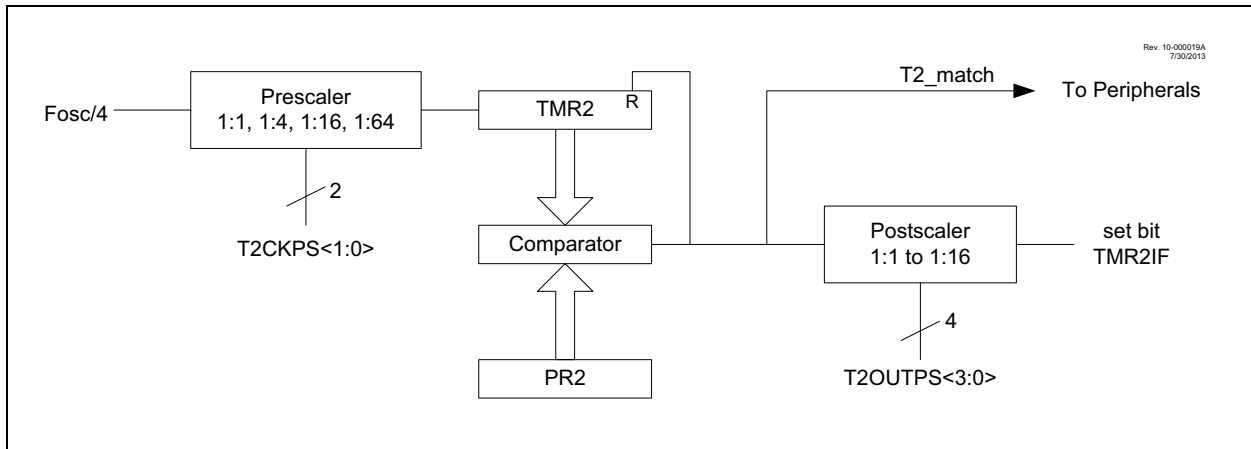 Rev. 10-000019A
7/30/2013
T2_match
To Peripherals
Fosc/4
Prescaler
1:1, 1:4, 1:16, 1:64
TMR2
R
2
T2CKPS<1:0>
Comparator
Postscaler
1:1 to 1:16
set bit
TMR2IF
4
T2OUTPS<3:0>
PR2